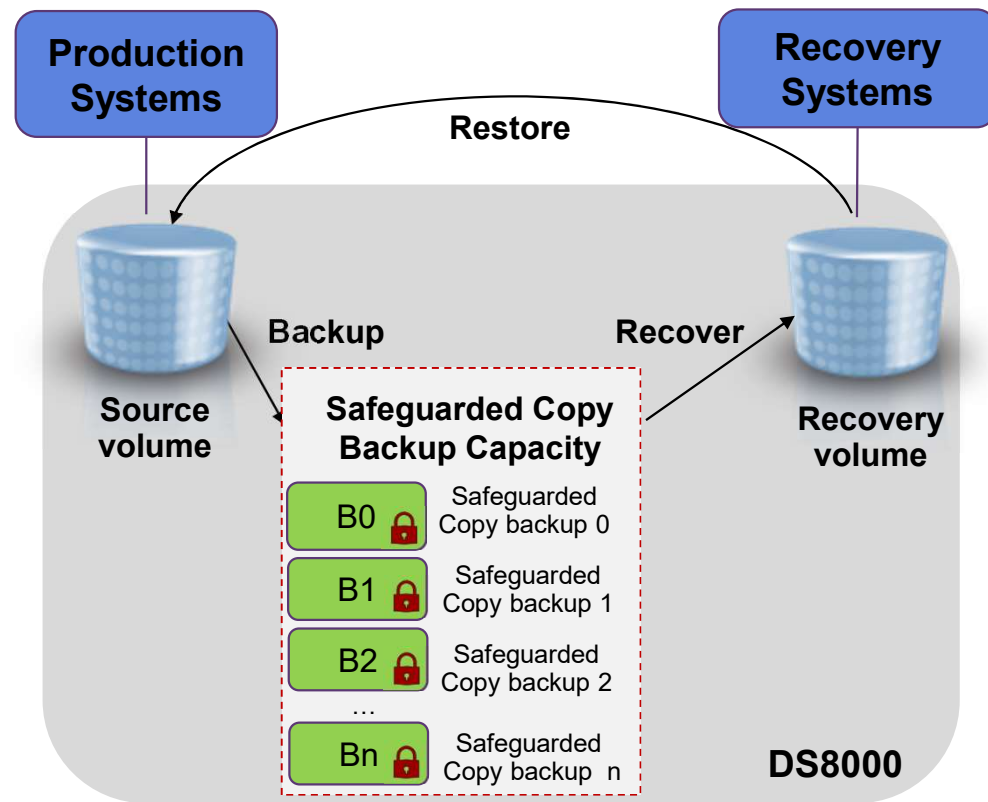 Production
Systems
Recovery
Systems
Restore
Backup
Recover
Source
volume
Recovery
volume
Safeguarded Copy
Backup Capacity
B0
Safeguarded
Copy backup 0
B1
Safeguarded
Copy backup 1
B2
Safeguarded
Copy backup 2
...
Bn
Safeguarded
Copy backup n
DS8000